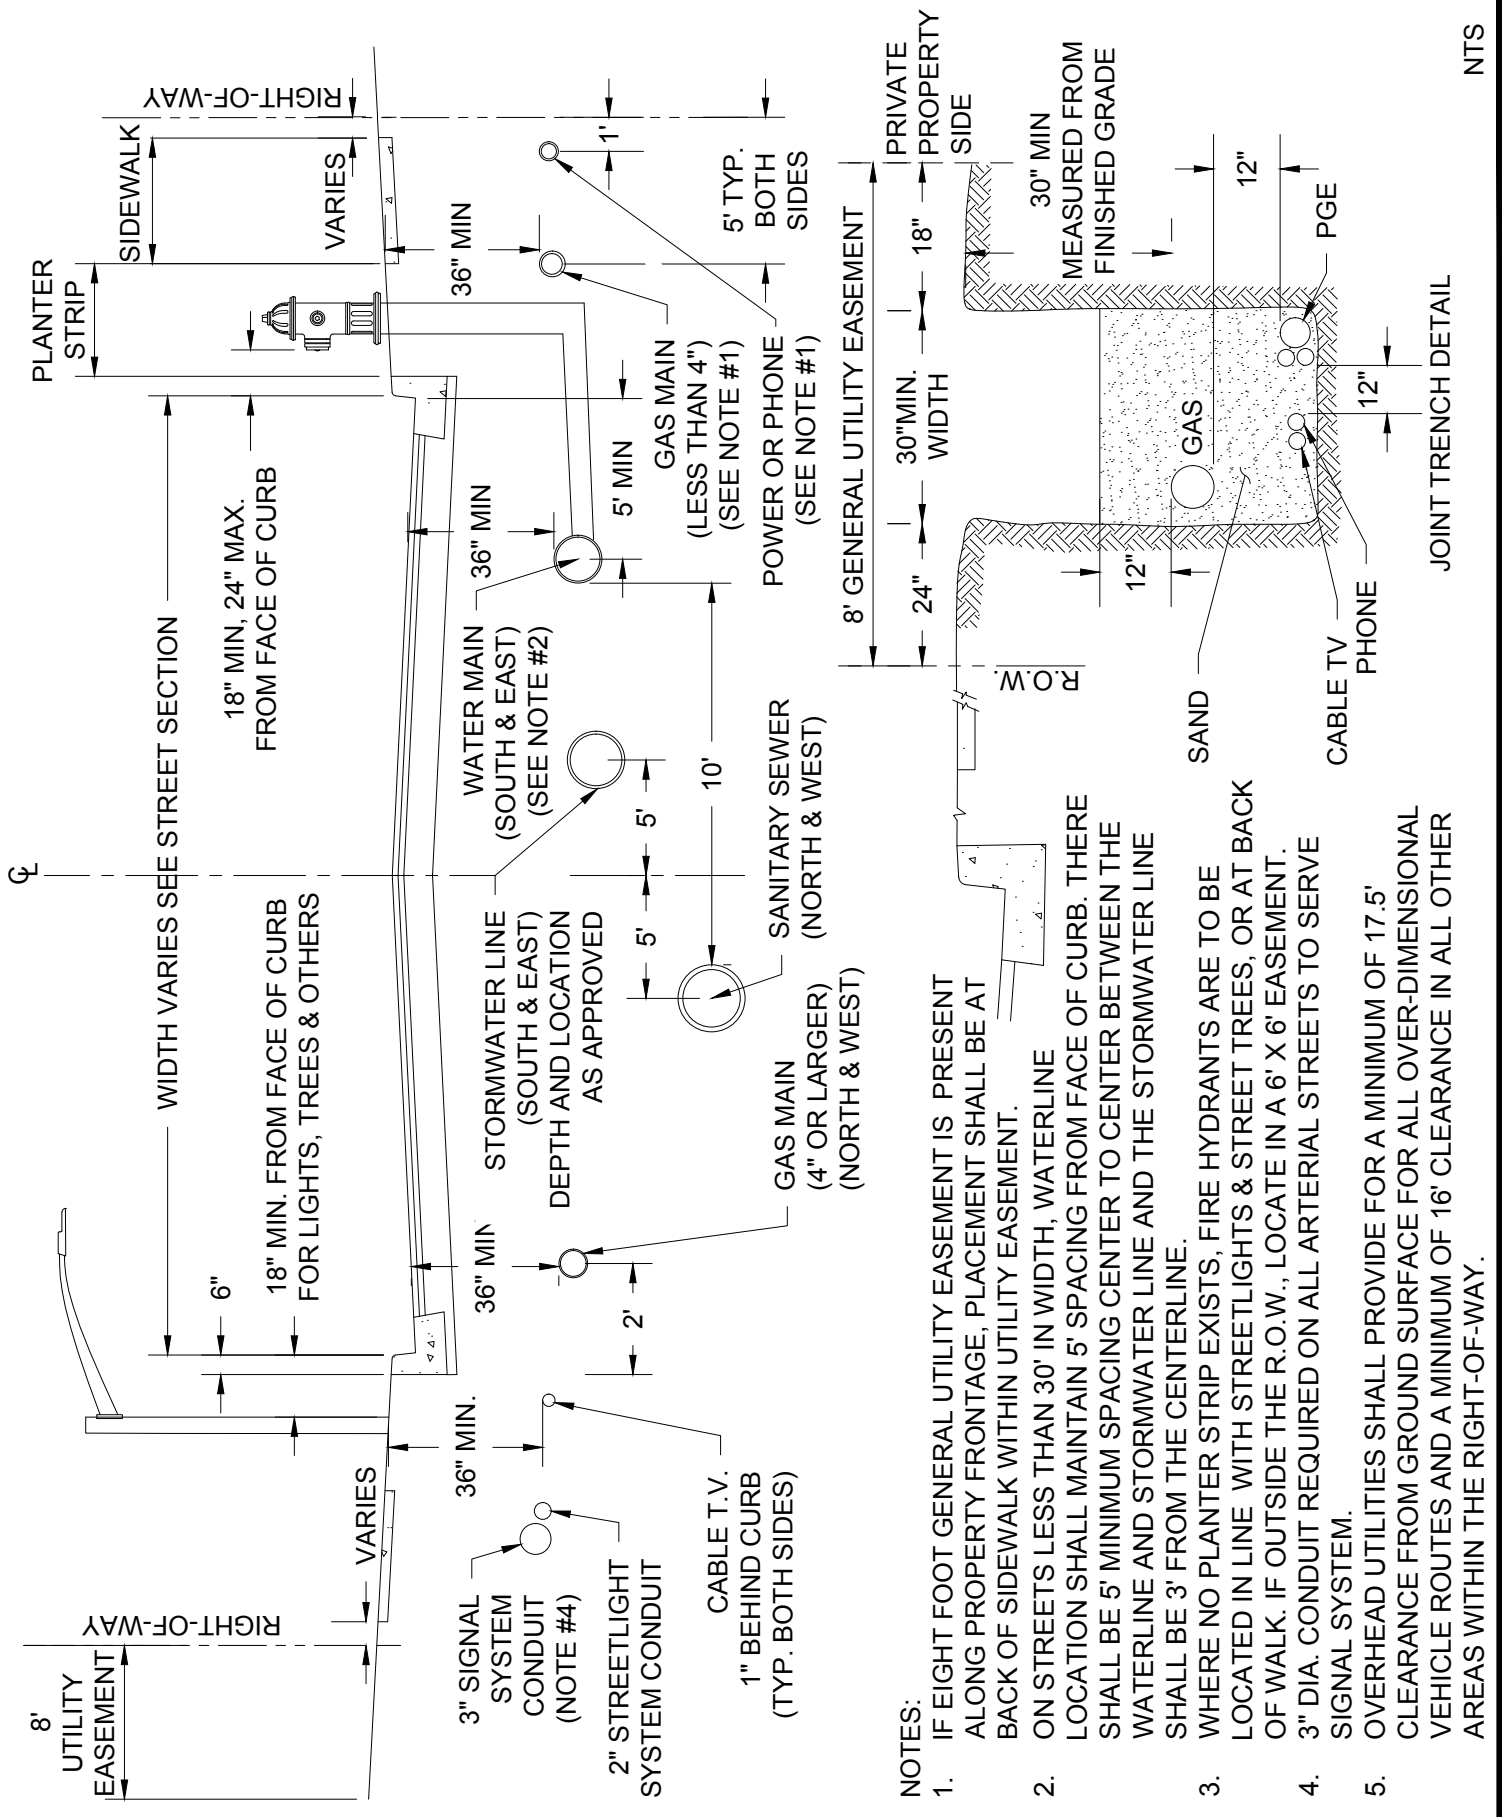 8'
UTILITY
EASEMENT
RIGHT-OF-WAY
VARIES
6"
18" MIN. FROM FACE OF CURB
FOR LIGHTS, TREES & OTHERS
WIDTH VARIES SEE STREET SECTION
CL
18" MIN, 24" MAX.
FROM FACE OF CURB
PLANTER
STRIP
SIDEWALK
VARIES
RIGHT-OF-WAY
36" MIN.
36" MIN
36" MIN
36" MIN
3" SIGNAL
SYSTEM
CONDUIT
(NOTE #4)
2" STREETLIGHT
SYSTEM CONDUIT
CABLE T.V.
1" BEHIND CURB
(TYP. BOTH SIDES)
2'
GAS MAIN
(4" OR LARGER)
(NORTH & WEST)
STORMWATER LINE
(SOUTH & EAST)
DEPTH AND LOCATION
AS APPROVED
5'
5'
SANITARY SEWER
(NORTH & WEST)
10'
WATER MAIN
(SOUTH & EAST)
(SEE NOTE #2)
5' MIN
GAS MAIN
(LESS THAN 4")
(SEE NOTE #1)
POWER OR PHONE
(SEE NOTE #1)
1'
5' TYP.
BOTH
SIDES
NOTES:
1. IF EIGHT FOOT GENERAL UTILITY EASEMENT IS PRESENT
ALONG PROPERTY FRONTAGE, PLACEMENT SHALL BE AT
BACK OF SIDEWALK WITHIN UTILITY EASEMENT.
2. ON STREETS LESS THAN 30' IN WIDTH, WATERLINE
LOCATION SHALL MAINTAIN 5' SPACING FROM FACE OF CURB. THERE
SHALL BE 5' MINIMUM SPACING CENTER TO CENTER BETWEEN THE
WATERLINE AND STORMWATER LINE AND THE STORMWATER LINE
SHALL BE 3' FROM THE CENTERLINE.
3. WHERE NO PLANTER STRIP EXISTS, FIRE HYDRANTS ARE TO BE
LOCATED IN LINE WITH STREETLIGHTS & STREET TREES, OR AT BACK
OF WALK. IF OUTSIDE THE R.O.W., LOCATE IN A 6' X 6' EASEMENT.
4. 3" DIA. CONDUIT REQUIRED ON ALL ARTERIAL STREETS TO SERVE
SIGNAL SYSTEM.
5. OVERHEAD UTILITIES SHALL PROVIDE FOR A MINIMUM OF 17.5'
CLEARANCE FROM GROUND SURFACE FOR ALL OVER-DIMENSIONAL
VEHICLE ROUTES AND A MINIMUM OF 16' CLEARANCE IN ALL OTHER
AREAS WITHIN THE RIGHT-OF-WAY.
8' GENERAL UTILITY EASEMENT
PRIVATE
PROPERTY
SIDE
24"
30"MIN.
WIDTH
18"
R.O.W.
30" MIN
MEASURED FROM
FINISHED GRADE
12"
GAS
12"
SAND
CABLE TV
PHONE
12"
PGE
JOINT TRENCH DETAIL
NTS